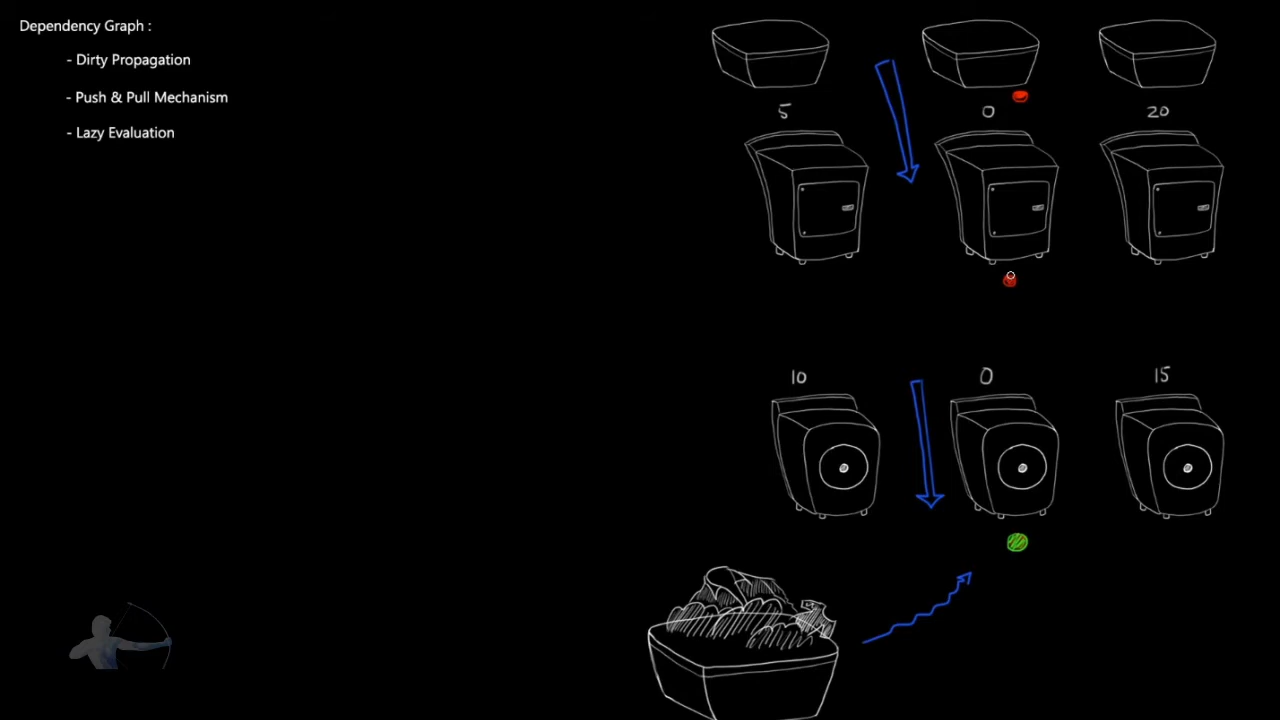 Dependency Graph :
- Dirty Propagation
- Push & Pull Mechanism
- Lazy Evaluation
5 0 20
10 0 15